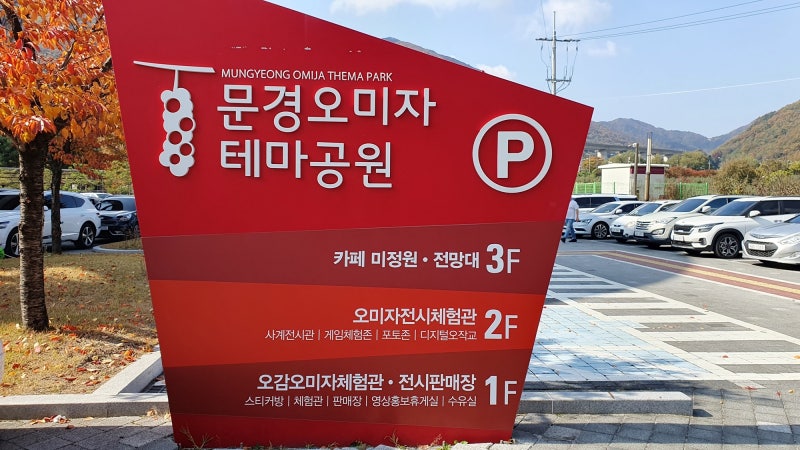 MUNGYEONG OMIJA THEMA PARK
문경오미자
테마공원
P
카페 미정원 · 전망대 3F
오미자전시체험관 2F
사계전시관 | 게임체험존 | 포토존 | 디지털오작교
오감오미자체험관 · 전시판매장 1F
스티커방 | 체험관 | 판매장 | 영상홍보휴게실 | 수유실